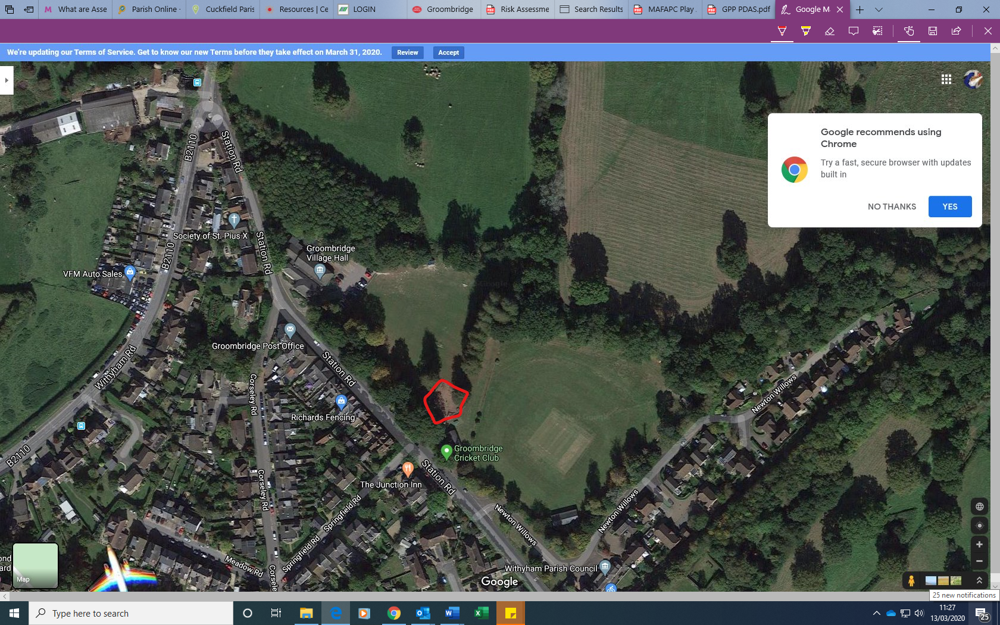 What are Asse
Parish Online -
Cuckfield Paris
Resources | Ce
LOGIN
Groombridge
Risk Assessme
Search Results
MAFAPC Play
GPP PDAS.pdf
Google M
We're updating our Terms of Service. Get to know our new Terms before they take effect on March 31, 2020.
Review
Accept
Google recommends using
Chrome
Try a fast, secure browser with updates
built in
NO THANKS
YES
B2110
Station Rd
Society of St. Pius X
B2110
Station Rd
Groombridge
Village Hall
VFM Auto Sales
Groombridge Post Office
Station Rd
Withyham Rd
Corseley Rd
Richards Fencing
Newton Willows
B2110
Groombridge
Cricket Club
The Junction Inn
Station Rd
Corseley Rd
Springfield Rd
Newton Willows
Newton Willows
Springfield Rd
Meadow Rd
Corsele
Withyham Parish Council
ond
ard
Map
Google
25 new notifications
Type here to search
11:27
13/03/2020
25